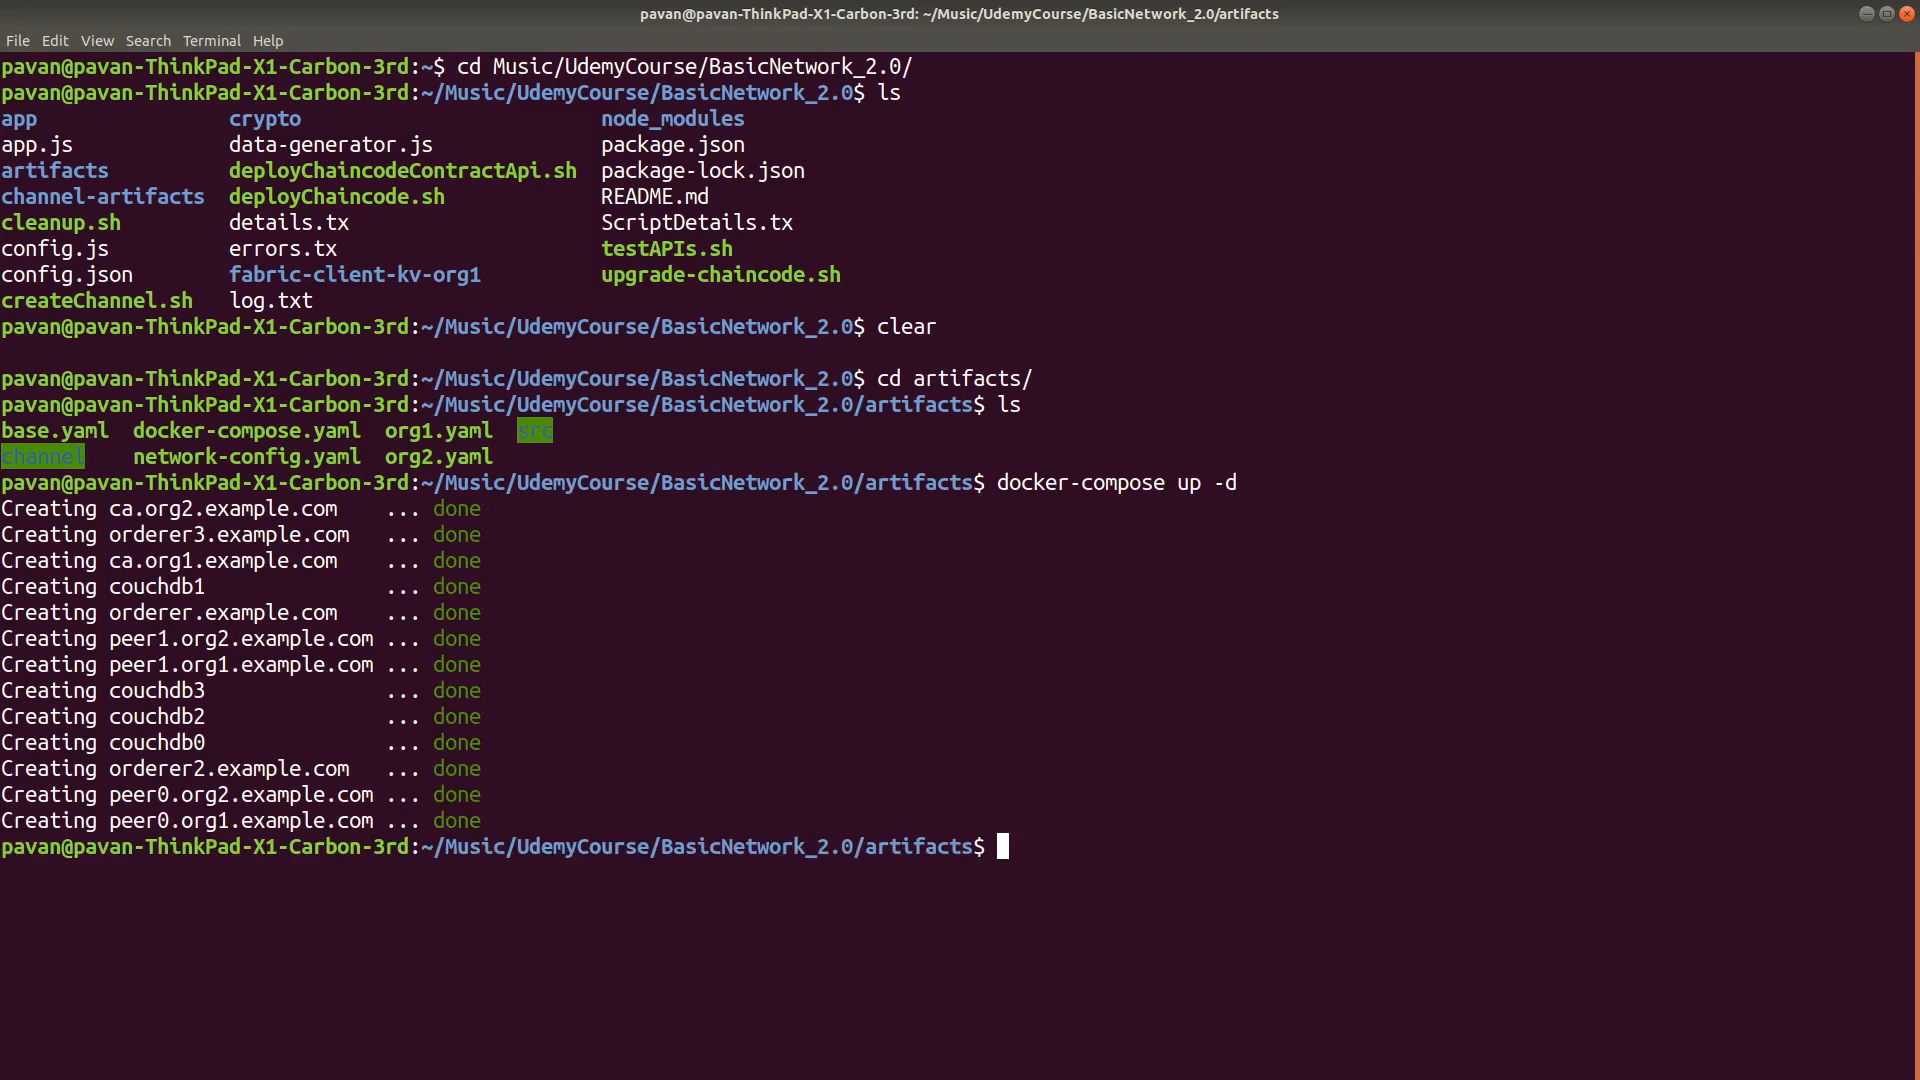 pavan@pavan-ThinkPad-X1-Carbon-3rd: ~/Music/UdemyCourse/BasicNetwork_2.0/artifacts
File Edit View Search Terminal Help
pavan@pavan-ThinkPad-X1-Carbon-3rd:~$ cd Music/UdemyCourse/BasicNetwork_2.0/
pavan@pavan-ThinkPad-X1-Carbon-3rd:~/Music/UdemyCourse/BasicNetwork_2.0$ ls
app crypto node_modules
app.js data-generator.js package.json
artifacts deployChaincodeContractApi.sh package-lock.json
channel-artifacts deployChaincode.sh README.md
cleanup.sh details.tx ScriptDetails.tx
config.js errors.tx testAPIs.sh
config.json fabric-client-kv-org1 upgrade-chaincode.sh
createChannel.sh log.txt
pavan@pavan-ThinkPad-X1-Carbon-3rd:~/Music/UdemyCourse/BasicNetwork_2.0$ clear
pavan@pavan-ThinkPad-X1-Carbon-3rd:~/Music/UdemyCourse/BasicNetwork_2.0$ cd artifacts/
pavan@pavan-ThinkPad-X1-Carbon-3rd:~/Music/UdemyCourse/BasicNetwork_2.0/artifacts$ ls
base.yaml docker-compose.yaml org1.yaml src
channel network-config.yaml org2.yaml
pavan@pavan-ThinkPad-X1-Carbon-3rd:~/Music/UdemyCourse/BasicNetwork_2.0/artifacts$ docker-compose up -d
Creating ca.org2.example.com ... done
Creating orderer3.example.com ... done
Creating ca.org1.example.com ... done
Creating couchdb1 ... done
Creating orderer.example.com ... done
Creating peer1.org2.example.com ... done
Creating peer1.org1.example.com ... done
Creating couchdb3 ... done
Creating couchdb2 ... done
Creating couchdb0 ... done
Creating orderer2.example.com ... done
Creating peer0.org2.example.com ... done
Creating peer0.org1.example.com ... done
pavan@pavan-ThinkPad-X1-Carbon-3rd:~/Music/UdemyCourse/BasicNetwork_2.0/artifacts$